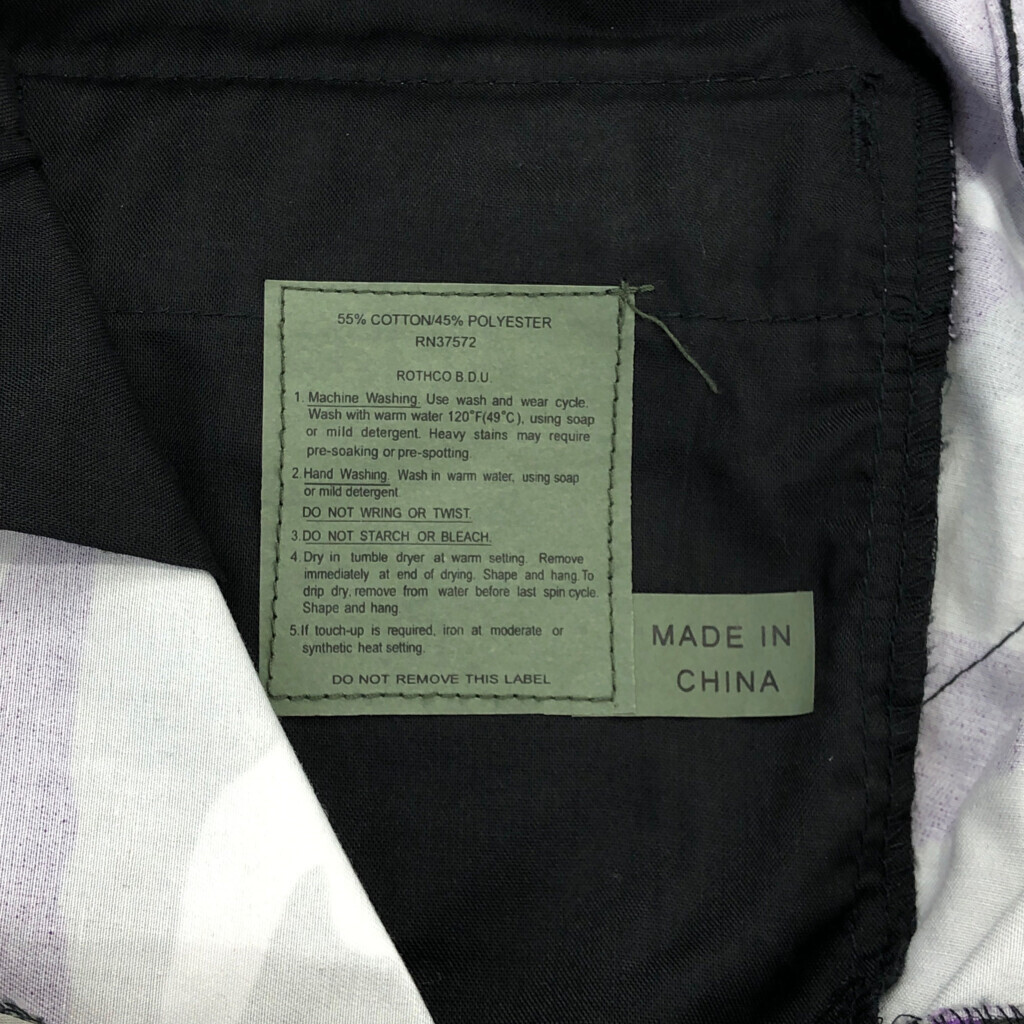 55% COTTON/45% POLYESTER
RN37572
ROTHCO B.D.U.
1. Machine Washing. Use wash and wear cycle.
Wash with warm water 120°F(49°C), using soap
or mild detergent. Heavy stains may require
pre-soaking or pre-spotting.
2. Hand Washing. Wash in warm water, using soap
or mild detergent.
DO NOT WRING OR TWIST.
3. DO NOT STARCH OR BLEACH.
4. Dry in tumble dryer at warm setting. Remove
immediately at end of drying. Shape and hang. To
drip dry, remove from water before last spin cycle.
Shape and hang.
5. If touch-up is required, iron at moderate or
synthetic heat setting.
DO NOT REMOVE THIS LABEL
MADE IN
CHINA